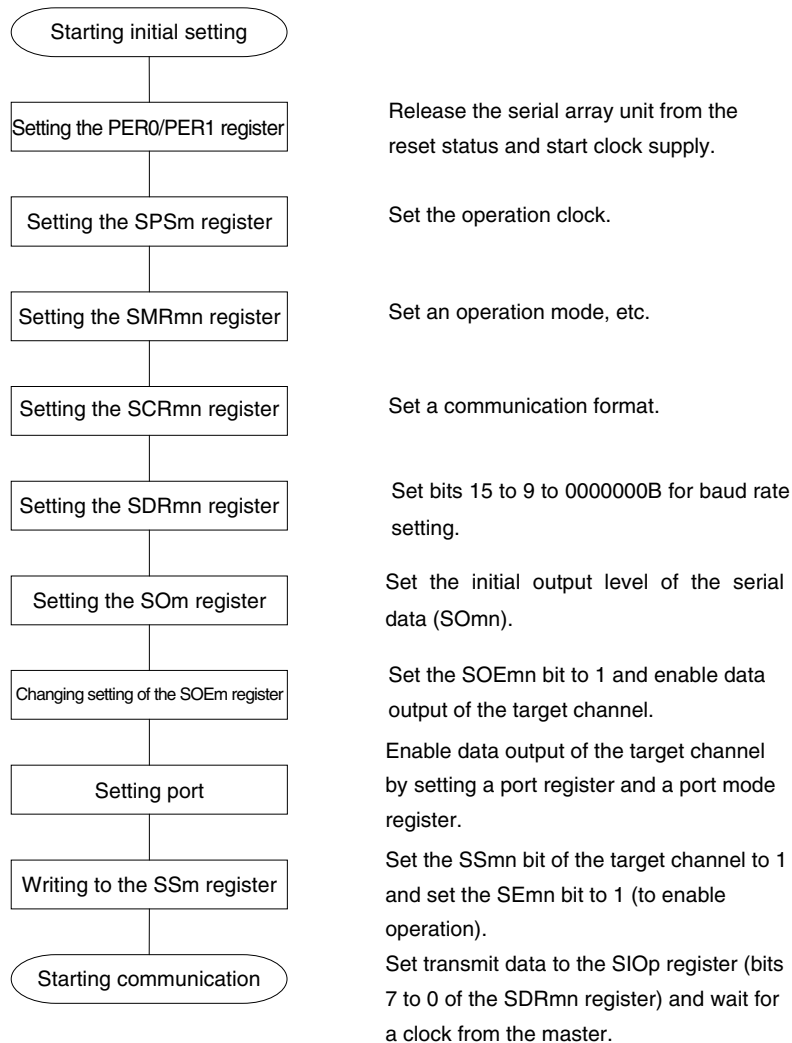 Starting initial setting
Setting the PER0/PER1 register
Release the serial array unit from the
reset status and start clock supply.
Setting the SPSm register
Set the operation clock.
Setting the SMRmn register
Set an operation mode, etc.
Setting the SCRmn register
Set a communication format.
Setting the SDRmn register
Set bits 15 to 9 to 0000000B for baud rate
setting.
Setting the SOm register
Set the initial output level of the serial
data (SOmn).
Changing setting of the SOEm register
Set the SOEmn bit to 1 and enable data
output of the target channel.
Setting port
Enable data output of the target channel
by setting a port register and a port mode
register.
Writing to the SSm register
Set the SSmn bit of the target channel to 1
and set the SEmn bit to 1 (to enable
operation).
Starting communication
Set transmit data to the SIOp register (bits
7 to 0 of the SDRmn register) and wait for
a clock from the master.